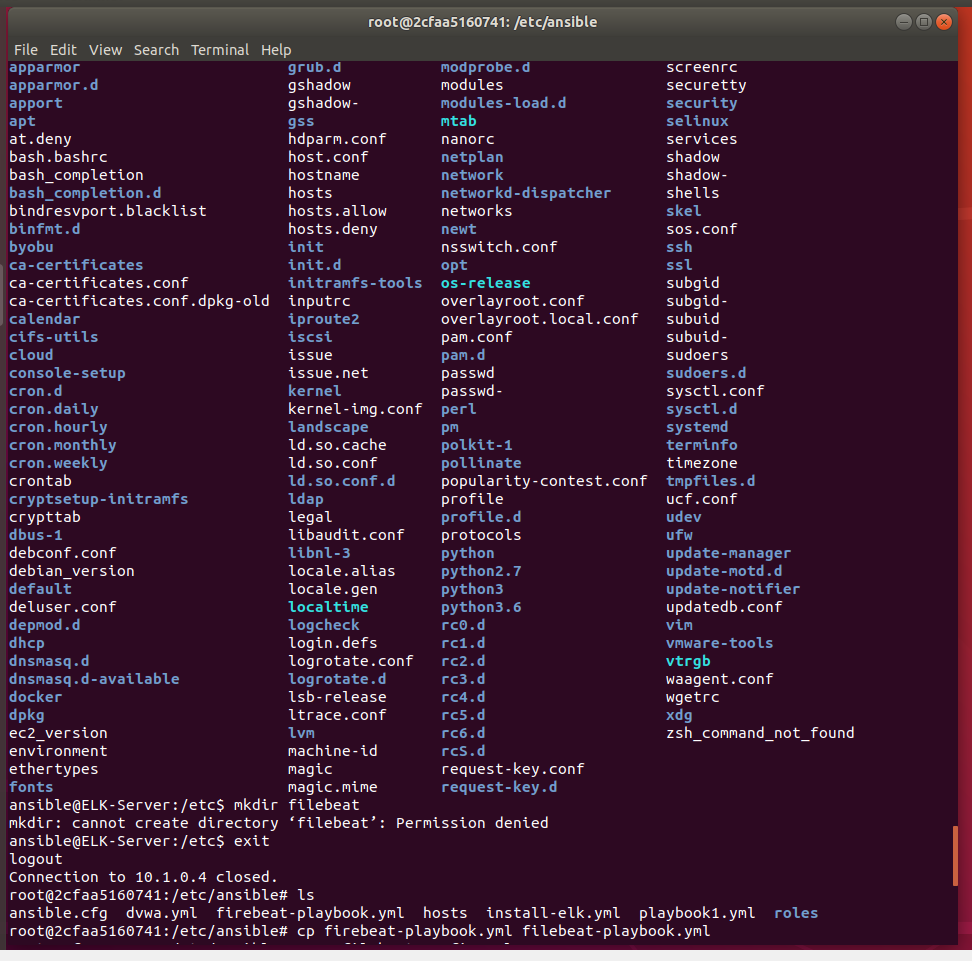 root@2cfaa5160741: /etc/ansible
File Edit View Search Terminal Help
apparmor grub.d modprobe.d screenrc
apparmor.d gshadow modules securetty
apport gshadow- modules-load.d security
apt gss mtab selinux
at.deny hdparm.conf nanorc services
bash.bashrc host.conf netplan shadow
bash_completion hostname network shadow-
bash_completion.d hosts networkd-dispatcher shells
bindresvport.blacklist hosts.allow networks skel
binfmt.d hosts.deny newt sos.conf
byobu init nsswitch.conf ssh
ca-certificates init.d opt ssl
ca-certificates.conf initramfs-tools os-release subgid
ca-certificates.conf.dpkg-old inputrc overlayroot.conf subgid-
calendar iproute2 overlayroot.local.conf subuid
cifs-utils iscsi pam.conf subuid-
cloud issue pam.d sudoers
console-setup issue.net passwd sudoers.d
cron.d kernel passwd- sysctl.conf
cron.daily kernel-img.conf perl sysctl.d
cron.hourly landscape pm systemd
cron.monthly ld.so.cache polkit-1 terminfo
cron.weekly ld.so.conf pollinate timezone
crontab ld.so.conf.d popularity-contest.conf tmpfiles.d
cryptsetup-initramfs ldap profile ucf.conf
crypttab legal profile.d udev
dbus-1 libaudit.conf protocols ufw
debconf.conf libnl-3 python update-manager
debian_version locale.alias python2.7 update-motd.d
default locale.gen python3 update-notifier
deluser.conf localtime python3.6 updatedb.conf
depmod.d logcheck rc0.d vim
dhcp login.defs rc1.d vmware-tools
dnsmasq.d logrotate.conf rc2.d vtrgb
dnsmasq.d-available logrotate.d rc3.d waagent.conf
docker lsb-release rc4.d wgetrc
dpkg ltrace.conf rc5.d xdg
ec2_version lvm rc6.d zsh_command_not_found
environment machine-id rcS.d
ethertypes magic request-key.conf
fonts magic.mime request-key.d
ansible@ELK-Server:/etc$ mkdir filebeat
mkdir: cannot create directory ‘filebeat’: Permission denied
ansible@ELK-Server:/etc$ exit
logout
Connection to 10.1.0.4 closed.
root@2cfaa5160741:/etc/ansible# ls
ansible.cfg dvwa.yml firebeat-playbook.yml hosts install-elk.yml playbook1.yml roles
root@2cfaa5160741:/etc/ansible# cp firebeat-playbook.yml filebeat-playbook.yml